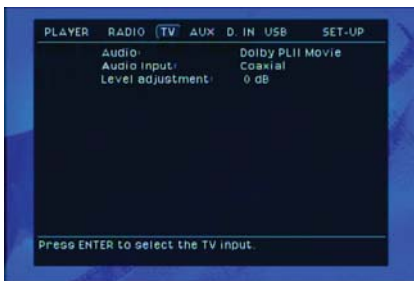 PLAYER RADIO TV AUX D. IN USB SET-UP
Audio: Dolby PLII Movie
Audio Input: Coaxial
Level adjustment: 0 dB
Press ENTER to select the TV input.